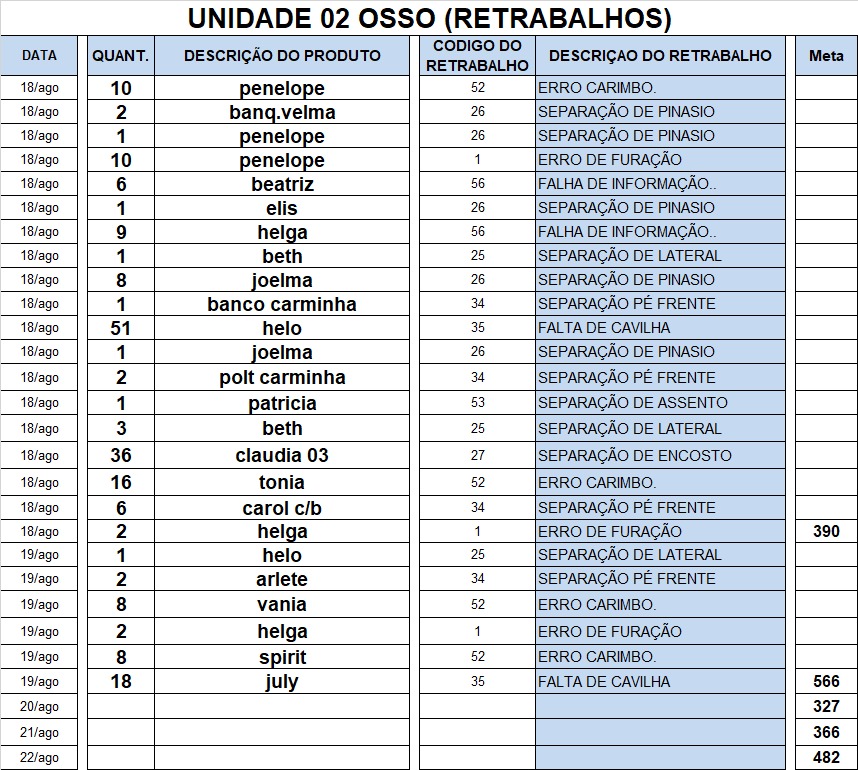 UNIDADE 02 OSSO (RETRABALHOS)
DATA QUANT. DESCRIÇÃO DO PRODUTO CODIGO DO RETRABALHO DESCRIÇAO DO RETRABALHO Meta
18/ago 10 penelope 52 ERRO CARIMBO.
18/ago 2 banq.velma 26 SEPARAÇÃO DE PINASIO
18/ago 1 penelope 26 SEPARAÇÃO DE PINASIO
18/ago 10 penelope 1 ERRO DE FURAÇÃO
18/ago 6 beatriz 56 FALHA DE INFORMAÇÃO..
18/ago 1 elis 26 SEPARAÇÃO DE PINASIO
18/ago 9 helga 56 FALHA DE INFORMAÇÃO..
18/ago 1 beth 25 SEPARAÇÃO DE LATERAL
18/ago 8 joelma 26 SEPARAÇÃO DE PINASIO
18/ago 1 banco carminha 34 SEPARAÇÃO PÉ FRENTE
18/ago 51 helo 35 FALTA DE CAVILHA
18/ago 1 joelma 26 SEPARAÇÃO DE PINASIO
18/ago 2 polt carminha 34 SEPARAÇÃO PÉ FRENTE
18/ago 1 patricia 53 SEPARAÇÃO DE ASSENTO
18/ago 3 beth 25 SEPARAÇÃO DE LATERAL
18/ago 36 claudia 03 27 SEPARAÇÃO DE ENCOSTO
18/ago 16 tonia 52 ERRO CARIMBO.
18/ago 6 carol c/b 34 SEPARAÇÃO PÉ FRENTE
18/ago 2 helga 1 ERRO DE FURAÇÃO 390
19/ago 1 helo 25 SEPARAÇÃO DE LATERAL
19/ago 2 arlete 34 SEPARAÇÃO PÉ FRENTE
19/ago 8 vania 52 ERRO CARIMBO.
19/ago 2 helga 1 ERRO DE FURAÇÃO
19/ago 8 spirit 52 ERRO CARIMBO.
19/ago 18 july 35 FALTA DE CAVILHA 566
20/ago 327
21/ago 366
22/ago 482